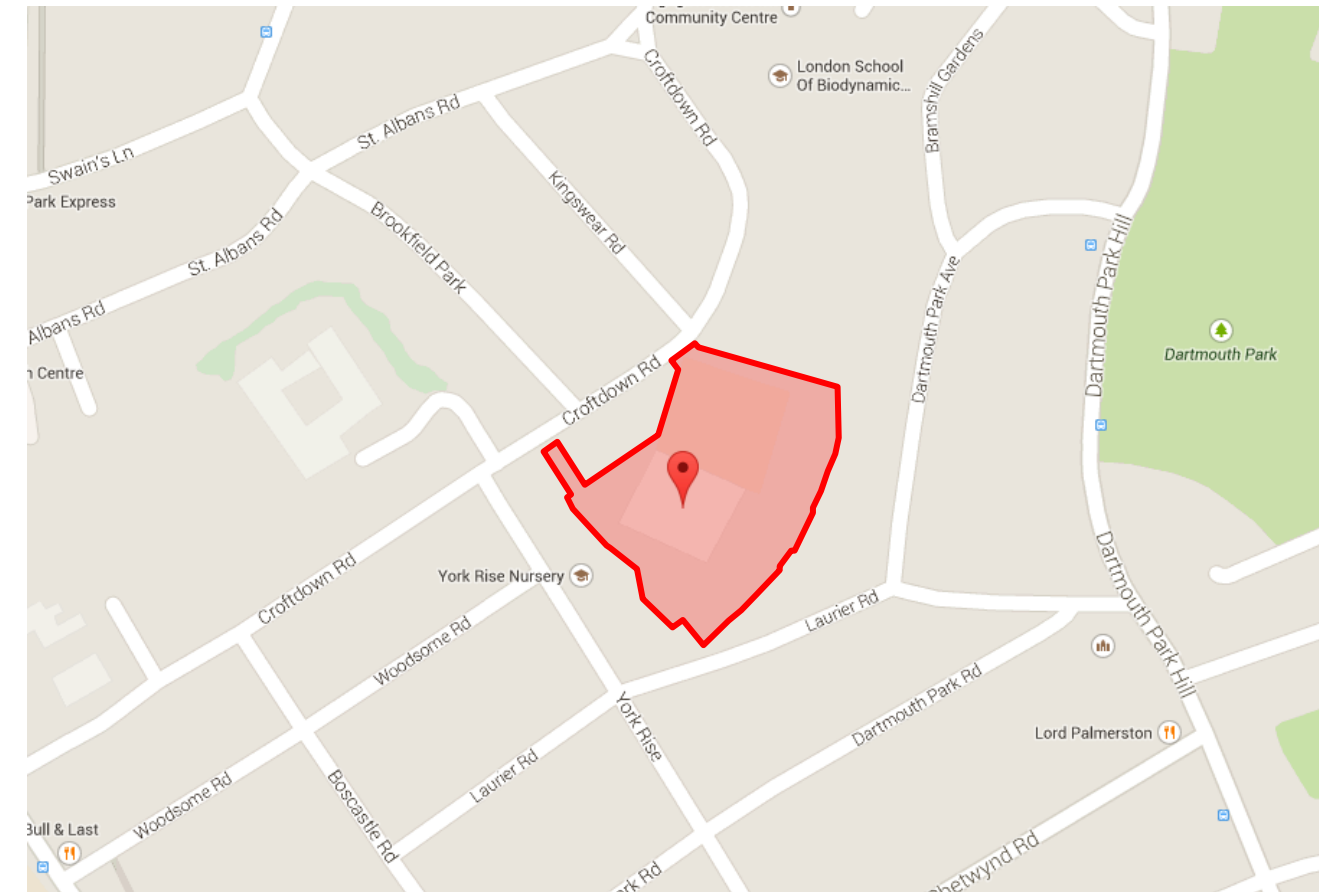 Community Centre
London School
Of Biodynamic...
Croftdown Rd
Bramshill Gardens
St. Albans Rd
Swain's Ln
Park Express
Kingswear Rd
Brookfield Park
St. Albans Rd
Dartmouth Park Hill
Dartmouth Park Ave
Albans Rd
Dartmouth Park
Centre
Croftdown Rd
Dartmouth Park Hill
Croftdown Rd
York Rise Nursery
Laurier Rd
Woodsome Rd
Dartmouth Park Rd
York Rise
Lord Palmerston
Laurier Rd
Woodsome Rd
Boscastle Rd
Bull & Last
Chetwynd Rd
rk Rd